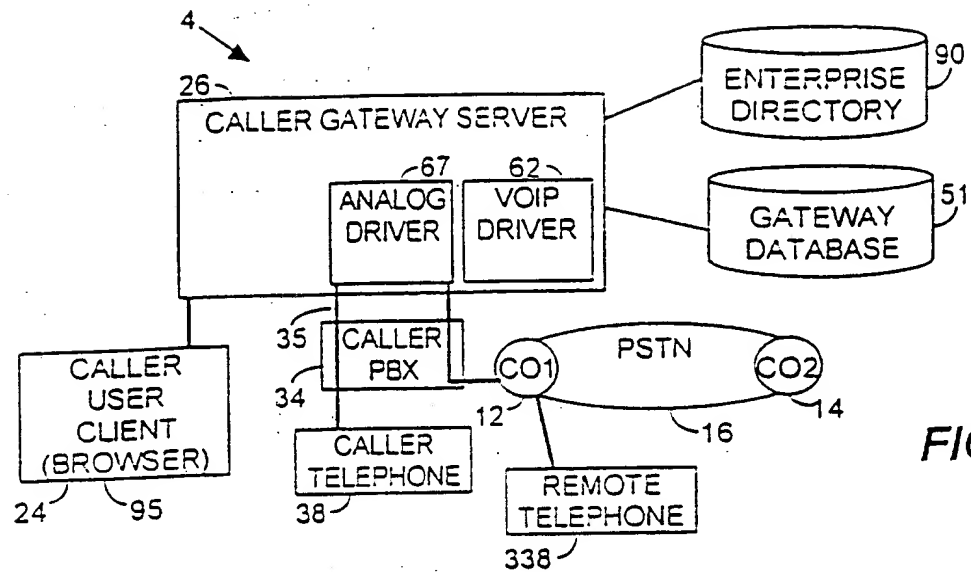 4
26
CALLER GATEWAY SERVER
67
ANALOG
DRIVER
62
VOIP
DRIVER
90
ENTERPRISE
DIRECTORY
51
GATEWAY
DATABASE
35
CALLER
PBX
34
CALLER
USER
CLIENT
(BROWSER)
24
95
CALLER
TELEPHONE
38
CO1
12
PSTN
16
CO2
14
REMOTE
TELEPHONE
338